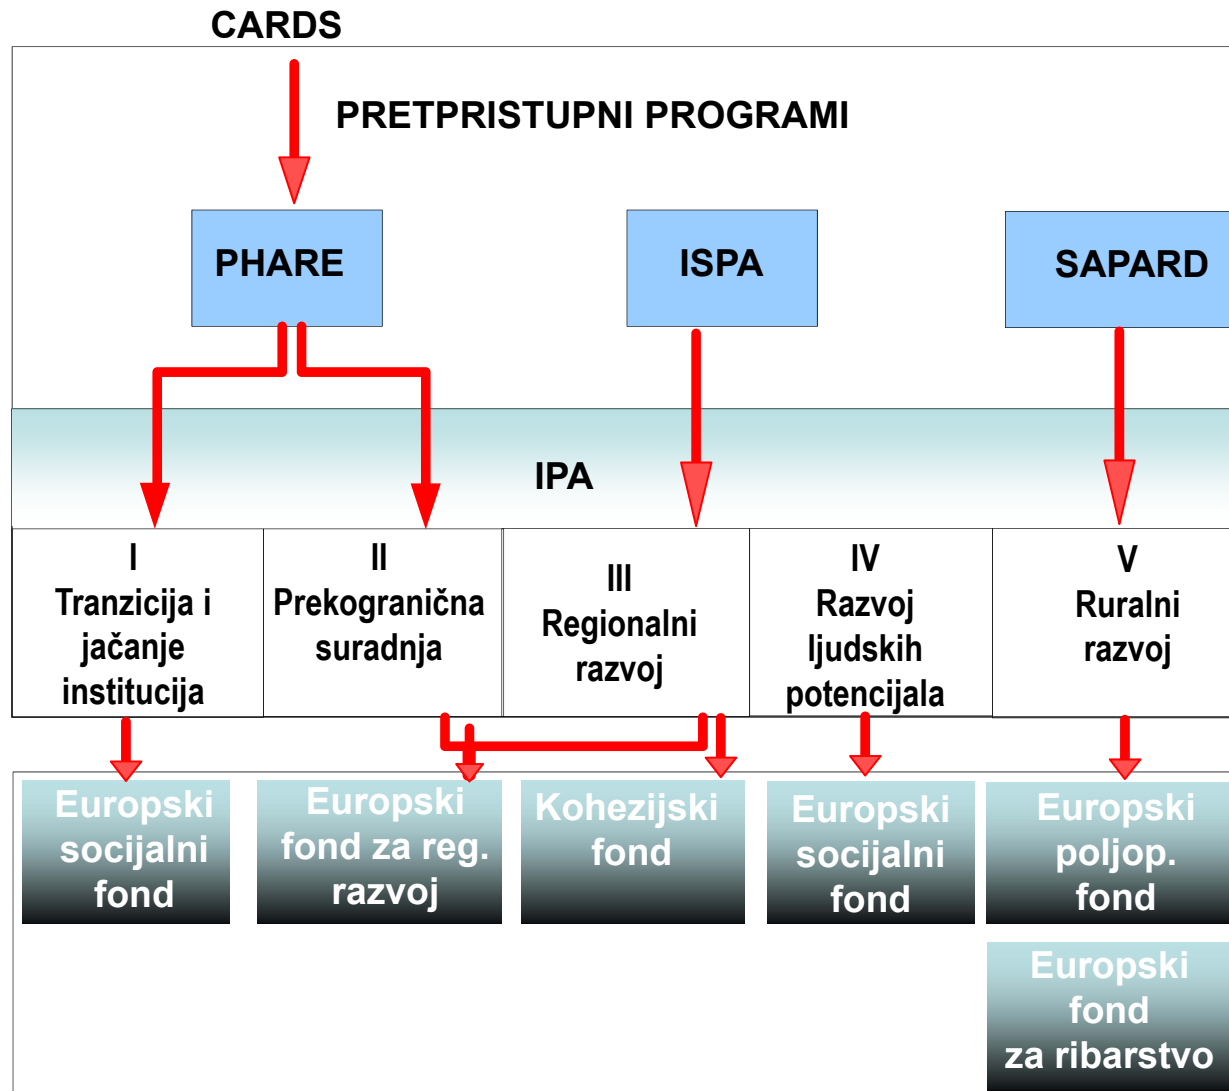 CARDS
PRETPRISTUPNI PROGRAMI
PHARE
ISPA
SAPARD
IPA
I
Tranzicija i
jačanje
institucija
II
Prekogranična
suradnja
III
Regionalni
razvoj
IV
Razvoj
ljudskih
potencijala
V
Ruralni
razvoj
Europski
socijalni
fond
Europski
fond za reg.
razvoj
Kohezijski
fond
Europski
socijalni
fond
Europski
poljop.
fond
Europski
fond
za ribarstvo